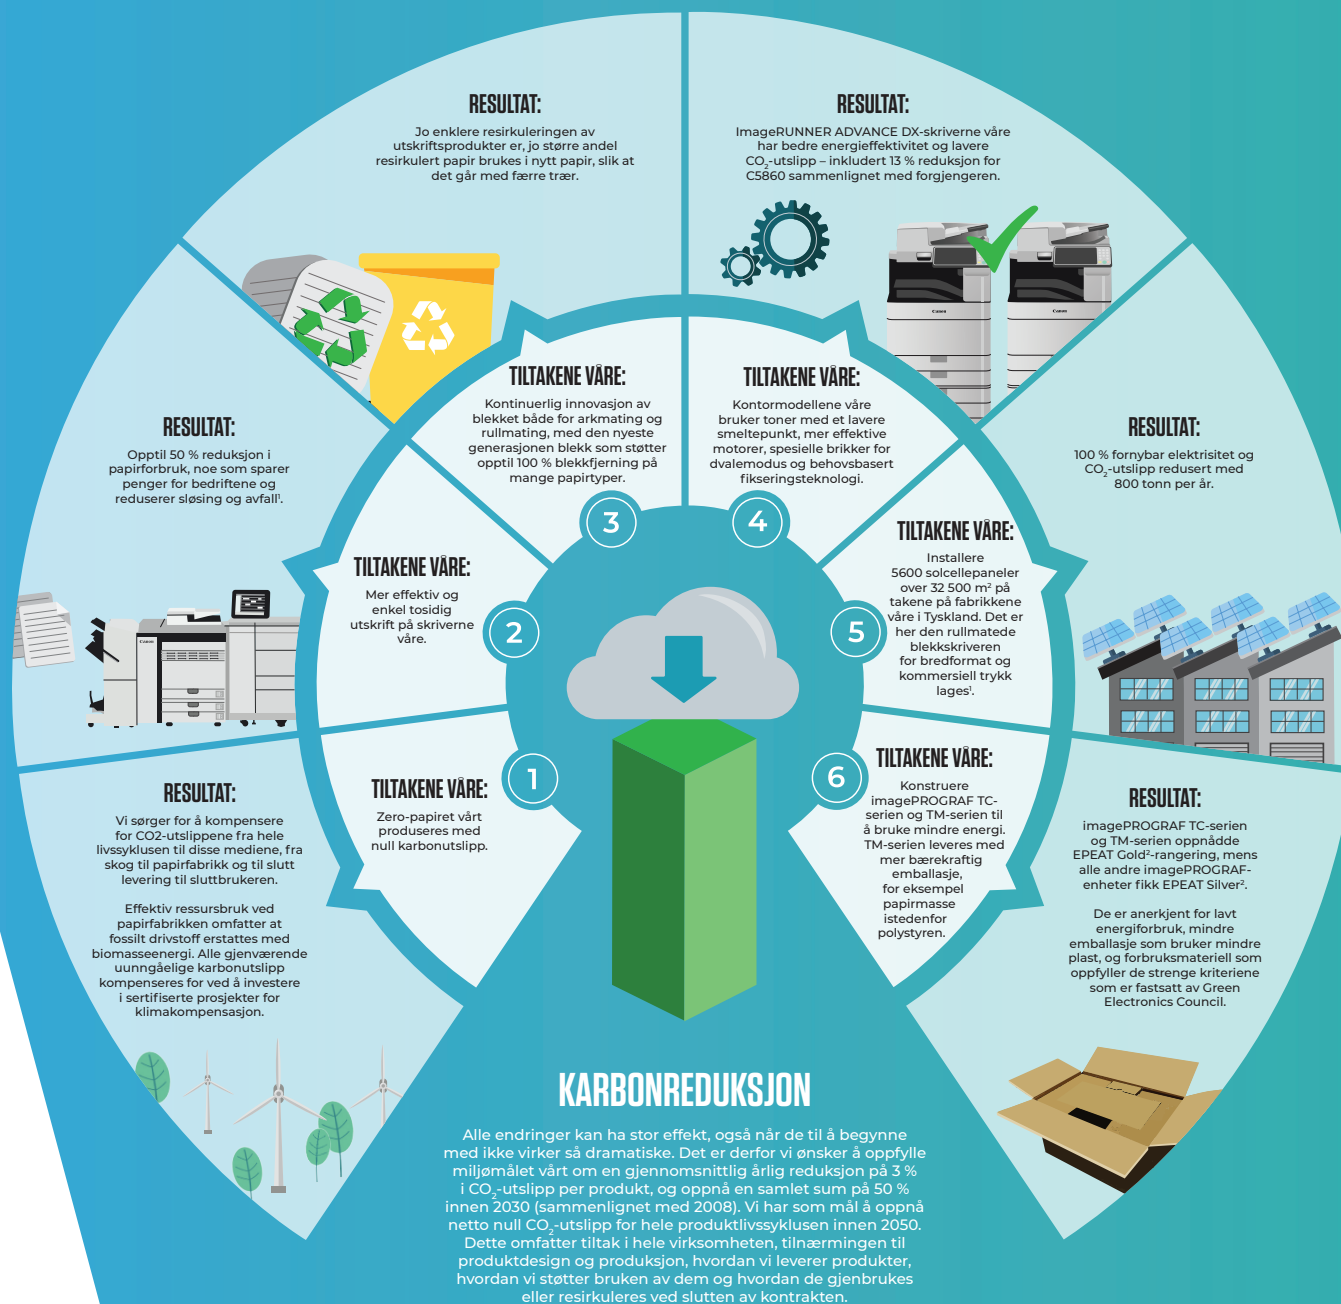 RESULTAT:
Jo enklere resirkuleringen av
utskriftsprodukter er, jo større andel
resirkulert papir brukes i nytt papir, slik at
det går med færre trær.
RESULTAT:
ImageRUNNER ADVANCE DX-skriverne våre
har bedre energieffektivitet og lavere
CO₂-utslipp – inkludert 13 % reduksjon for
C5860 sammenlignet med forgjengeren.
Canon
Canon
TILTAKENE VÅRE:
Kontinuerlig innovasjon av
blekket både for arkmating og
rullmating, med den nyeste
generasjonen blekk som støtter
opptil 100 % blekkfjerning på
mange papirtyper.
3
TILTAKENE VÅRE:
Kontormodellene våre
bruker toner med et lavere
smeltepunkt, mer effektive
motorer, spesielle brikker for
dvalemodus og behovsbasert
fikseringsteknologi.
4
RESULTAT:
Opptil 50 % reduksjon i
papirforbruk, noe som sparer
penger for bedriftene og
reduserer sløsing og avfall¹.
Canon
TILTAKENE VÅRE:
Mer effektiv og
enkel tosidig
utskrift på skriverne
våre.
2
TILTAKENE VÅRE:
Installere
5600 solcellepaneler
over 32 500 m² på
takene på fabrikkene
våre i Tyskland. Det er
her den rullmatede
blekkskriveren
for bredformat og
kommersiell trykk
lages¹.
5
RESULTAT:
100 % fornybar elektrisitet og
CO₂-utslipp redusert med
800 tonn per år.
RESULTAT:
Vi sørger for å kompensere
for CO2-utslippene fra hele
livssyklusen til disse mediene, fra
skog til papirfabrikk og til slutt
levering til sluttbrukeren.
Effektiv ressursbruk ved
papirfabrikken omfatter at
fossilt drivstoff erstattes med
biomasseenergi. Alle gjenværende
uunngåelige karbonutslipp
kompenseres for ved å investere
i sertifiserte prosjekter for
klimakompensasjon.
TILTAKENE VÅRE:
Zero-papiret vårt
produseres med
null karbonutslipp.
1
TILTAKENE VÅRE:
Konstruere
imagePROGRAF TC-
serien og TM-serien til
å bruke mindre energi.
TM-serien leveres med
mer bærekraftig
emballasje,
for eksempel
papirmasse
istedenfor
polystyren.
6
RESULTAT:
imagePROGRAF TC-serien
og TM-serien oppnådde
EPEAT Gold²-rangering, mens
alle andre imagePROGRAF-
enheter fikk EPEAT Silver².
De er anerkjent for lavt
energiforbruk, mindre
emballasje som bruker mindre
plast, og forbruksmateriell som
oppfyller de strenge kriteriene
som er fastsatt av Green
Electronics Council.
KARBONREDUKSJON
Alle endringer kan ha stor effekt, også når de til å begynne
med ikke virker så dramatiske. Det er derfor vi ønsker å oppfylle
miljømålet vårt om en gjennomsnittlig årlig reduksjon på 3 %
i CO₂-utslipp per produkt, og oppnå en samlet sum på 50 %
innen 2030 (sammenlignet med 2008). Vi har som mål å oppnå
netto null CO₂-utslipp for hele produktlivssyklusen innen 2050.
Dette omfatter tiltak i hele virksomheten, tilnærmingen til
produktdesign og produksjon, hvordan vi leverer produkter,
hvordan vi støtter bruken av dem og hvordan de gjenbrukes
eller resirkuleres ved slutten av kontrakten.